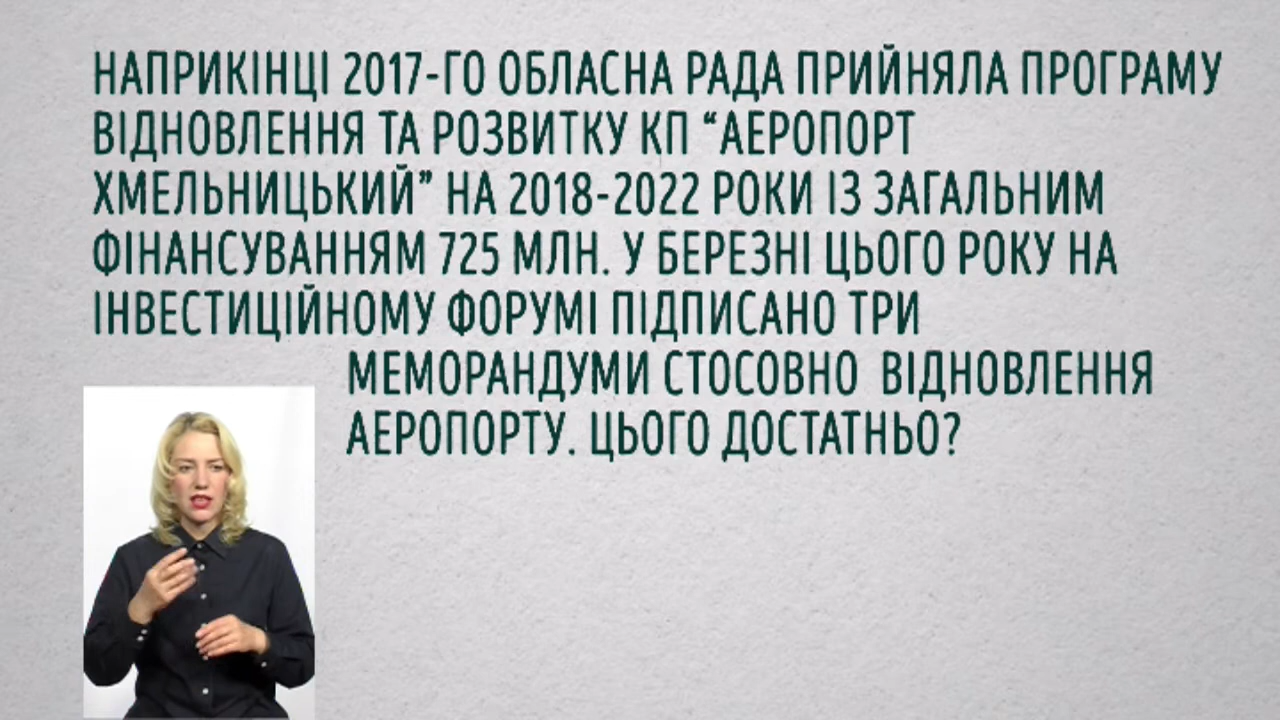 НАПРИКІНЦІ 2017-ГО ОБЛАСНА РАДА ПРИЙНЯЛА ПРОГРАМУ
ВІДНОВЛЕННЯ ТА РОЗВИТКУ КП “АЕРОПОРТ
ХМЕЛЬНИЦЬКИЙ” НА 2018-2022 РОКИ ІЗ ЗАГАЛЬНИМ
ФІНАНСУВАННЯМ 725 МЛН. У БЕРЕЗНІ ЦЬОГО РОКУ НА
ІНВЕСТИЦІЙНОМУ ФОРУМІ ПІДПИСАНО ТРИ
МЕМОРАНДУМИ СТОСОВНО ВІДНОВЛЕННЯ
АЕРОПОРТУ. ЦЬОГО ДОСТАТНЬО?